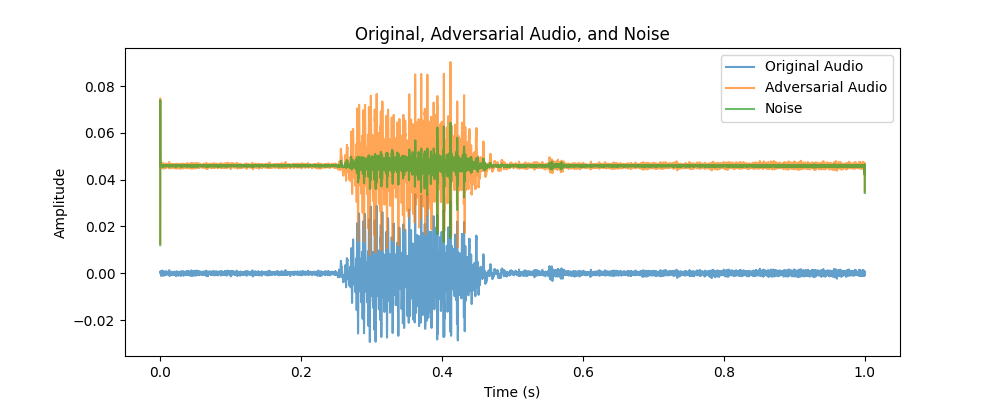 Original, Adversarial Audio, and Noise
Original Audio
Adversarial Audio
Noise
Amplitude
0.08
0.06
0.04
0.02
0.00
−0.02
0.0
0.2
0.4
0.6
0.8
1.0
Time (s)